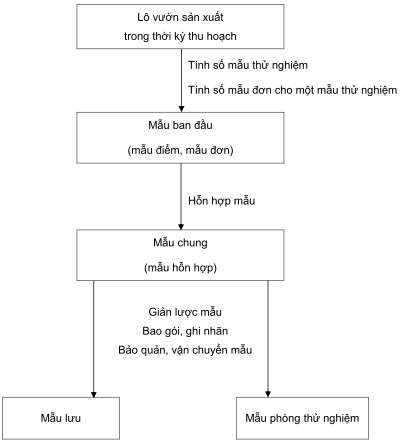 Lô vườn sản xuất
trong thời kỳ thu hoạch
Tính số mẫu thử nghiệm
Tính số mẫu đơn cho một mẫu thử nghiệm
Mẫu ban đầu
(mẫu điểm, mẫu đơn)
Hỗn hợp mẫu
Mẫu chung
(mẫu hỗn hợp)
Giản lược mẫu
Bao gói, ghi nhãn
Bảo quản, vận chuyển mẫu
Mẫu lưu
Mẫu phòng thử nghiệm